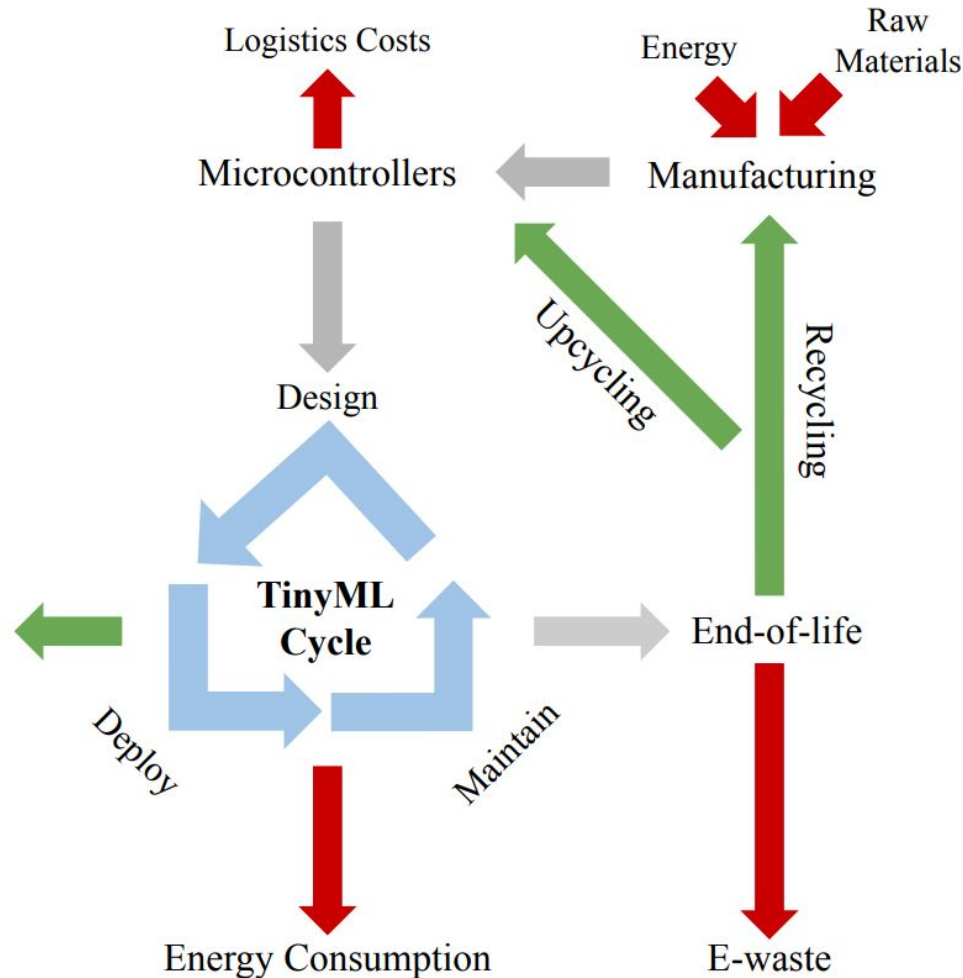 Logistics Costs
Energy
Raw
Materials
Microcontrollers
Manufacturing
Upcycling
Recycling
Design
TinyML
Cycle
End-of-life
Deploy
Maintain
Energy Consumption
E-waste